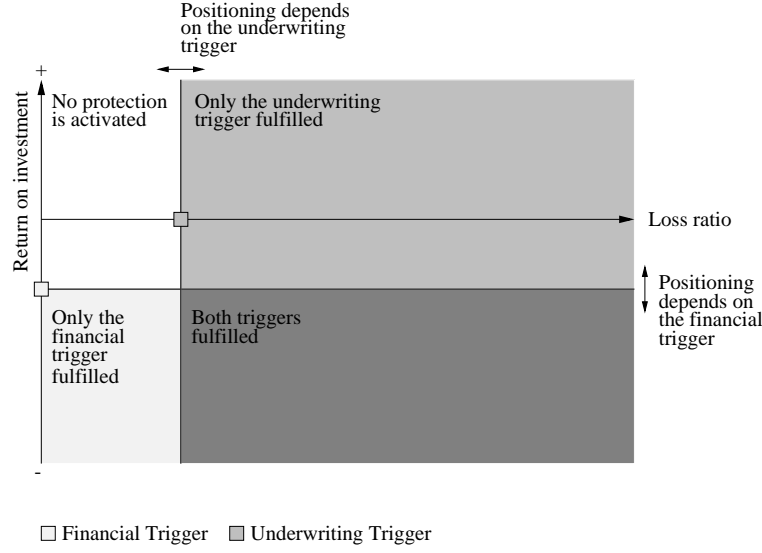 Positioning depends
on the underwriting
trigger
+
No protection
is activated
Only the underwriting
trigger fulfilled
Return on investment
Loss ratio
Positioning
depends on
the financial
trigger
Only the
financial
trigger
fulfilled
Both triggers
fulfilled
-
Financial Trigger
Underwriting Trigger